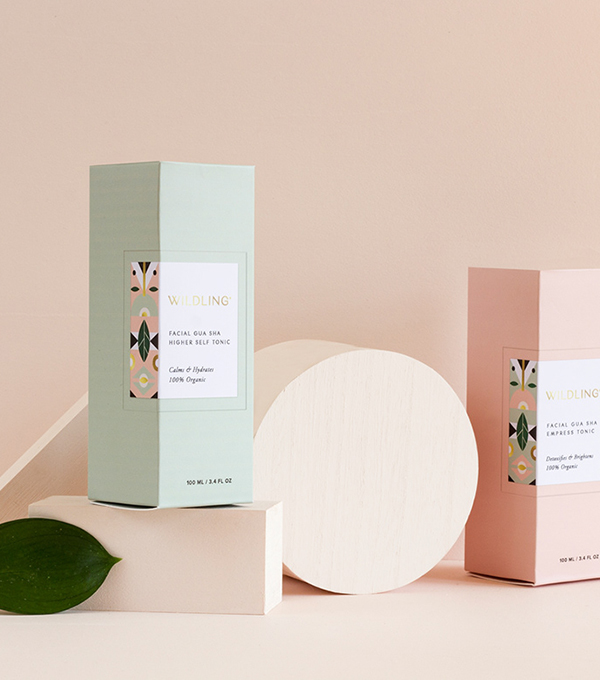 WILDLING™
FACIAL GUA SHA
HIGHER SELF TONIC
Calms & Hydrates
100% Organic
100 ML / 3.4 FL OZ
WILDLING
FACIAL GUA SHA
EMPRESS TONIC
Detoxifies & Brightens
100% Organic
100 ML / 3.4 FL OZ